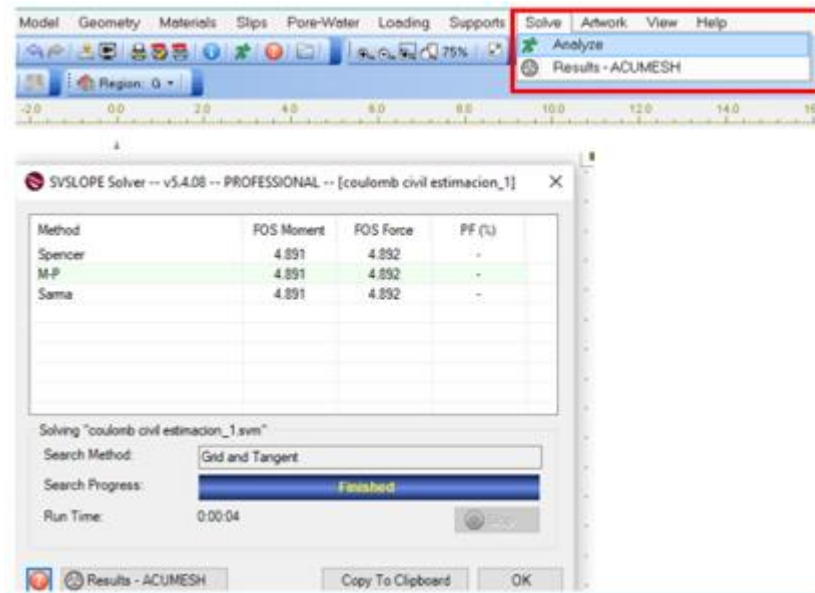 Model Geometry Materials Slips Pore-Water Loading Supports Solve Artwork View Help
75% Analyze
Results - ACUMESH
Region: G
-2.0 0.0 2.0 4.0 6.0 8.0 10.0 12.0 14.0 16
SVSLOPE Solver -- v5.4.08 -- PROFESSIONAL -- [coulomb civil estimacion_1]
Method FOS Moment FOS Force PF (%)
Spencer 4.891 4.892 -
M-P 4.891 4.892 -
Sarma 4.891 4.892 -
Solving "coulomb civil estimacion_1.svm"
Search Method: Grid and Tangent
Search Progress: Finished
Run Time: 0:00:04 Stop
Results - ACUMESH Copy To Clipboard OK